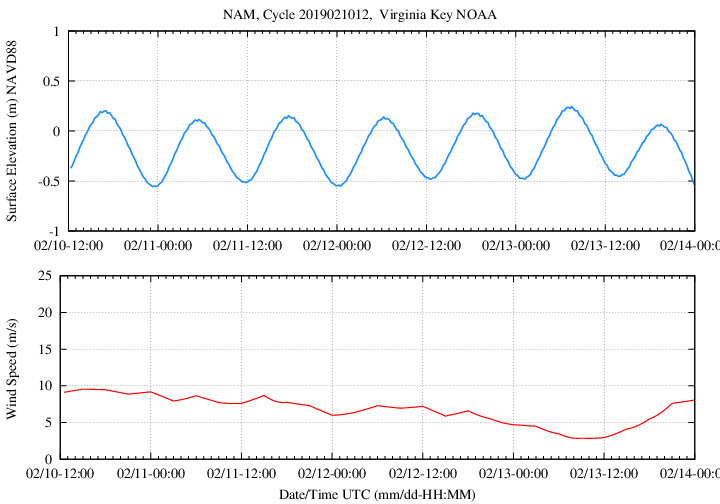 NAM, Cycle 2019021012,  Virginia Key NOAA
Surface Elevation (m) NAVD88
1
0.5
0
-0.5
-1
02/10-12:00 02/11-00:00 02/11-12:00 02/12-00:00 02/12-12:00 02/13-00:00 02/13-12:00 02/14-00:0
Wind Speed (m/s)
25
20
15
10
5
0
02/10-12:00 02/11-00:00 02/11-12:00 02/12-00:00 02/12-12:00 02/13-00:00 02/13-12:00 02/14-00:0
Date/Time UTC (mm/dd-HH:MM)